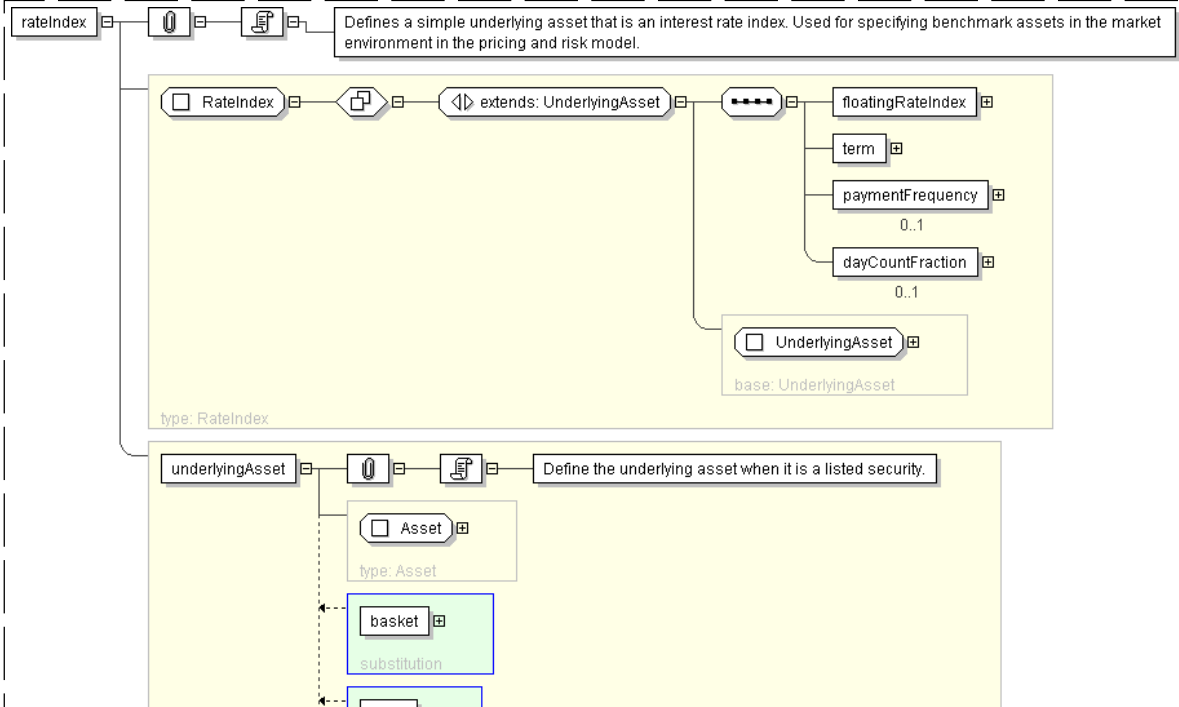 rateIndex
Defines a simple underlying asset that is an interest rate index. Used for specifying benchmark assets in the market
environment in the pricing and risk model.
RateIndex
extends: UnderlyingAsset
floatingRateIndex
term
paymentFrequency
0..1
dayCountFraction
0..1
UnderlyingAsset
base: UnderlyingAsset
type: RateIndex
underlyingAsset
Define the underlying asset when it is a listed security.
Asset
type: Asset
basket
substitution